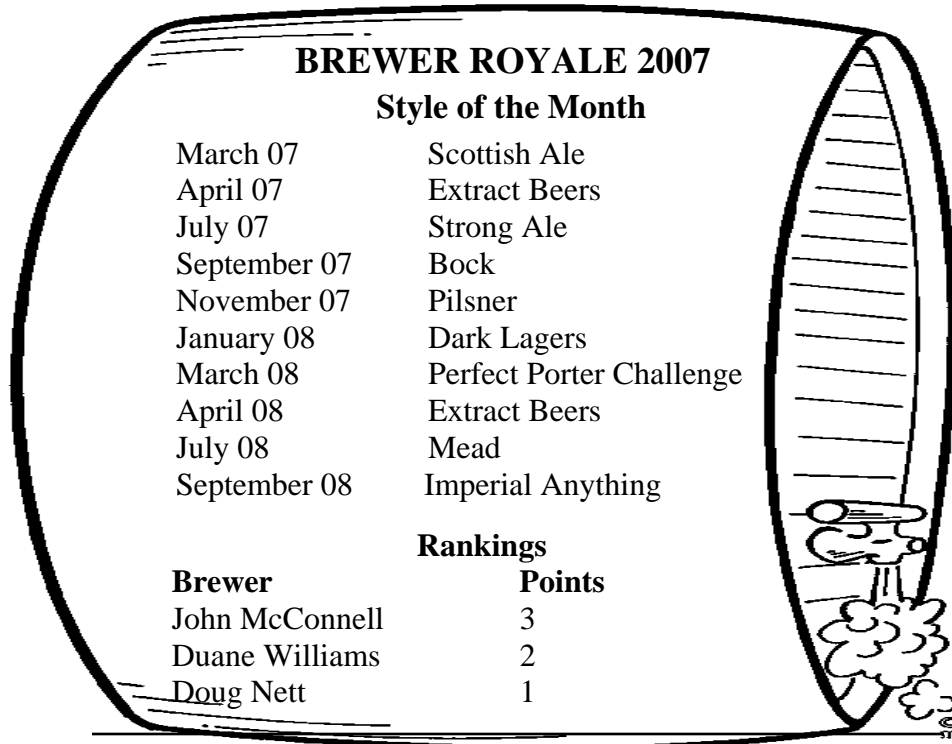 BREWER ROYALE 2007
Style of the Month
March 07 Scottish Ale
April 07 Extract Beers
July 07 Strong Ale
September 07 Bock
November 07 Pilsner
January 08 Dark Lagers
March 08 Perfect Porter Challenge
April 08 Extract Beers
July 08 Mead
September 08 Imperial Anything
Rankings
Brewer Points
John McConnell 3
Duane Williams 2
Doug Nett 1